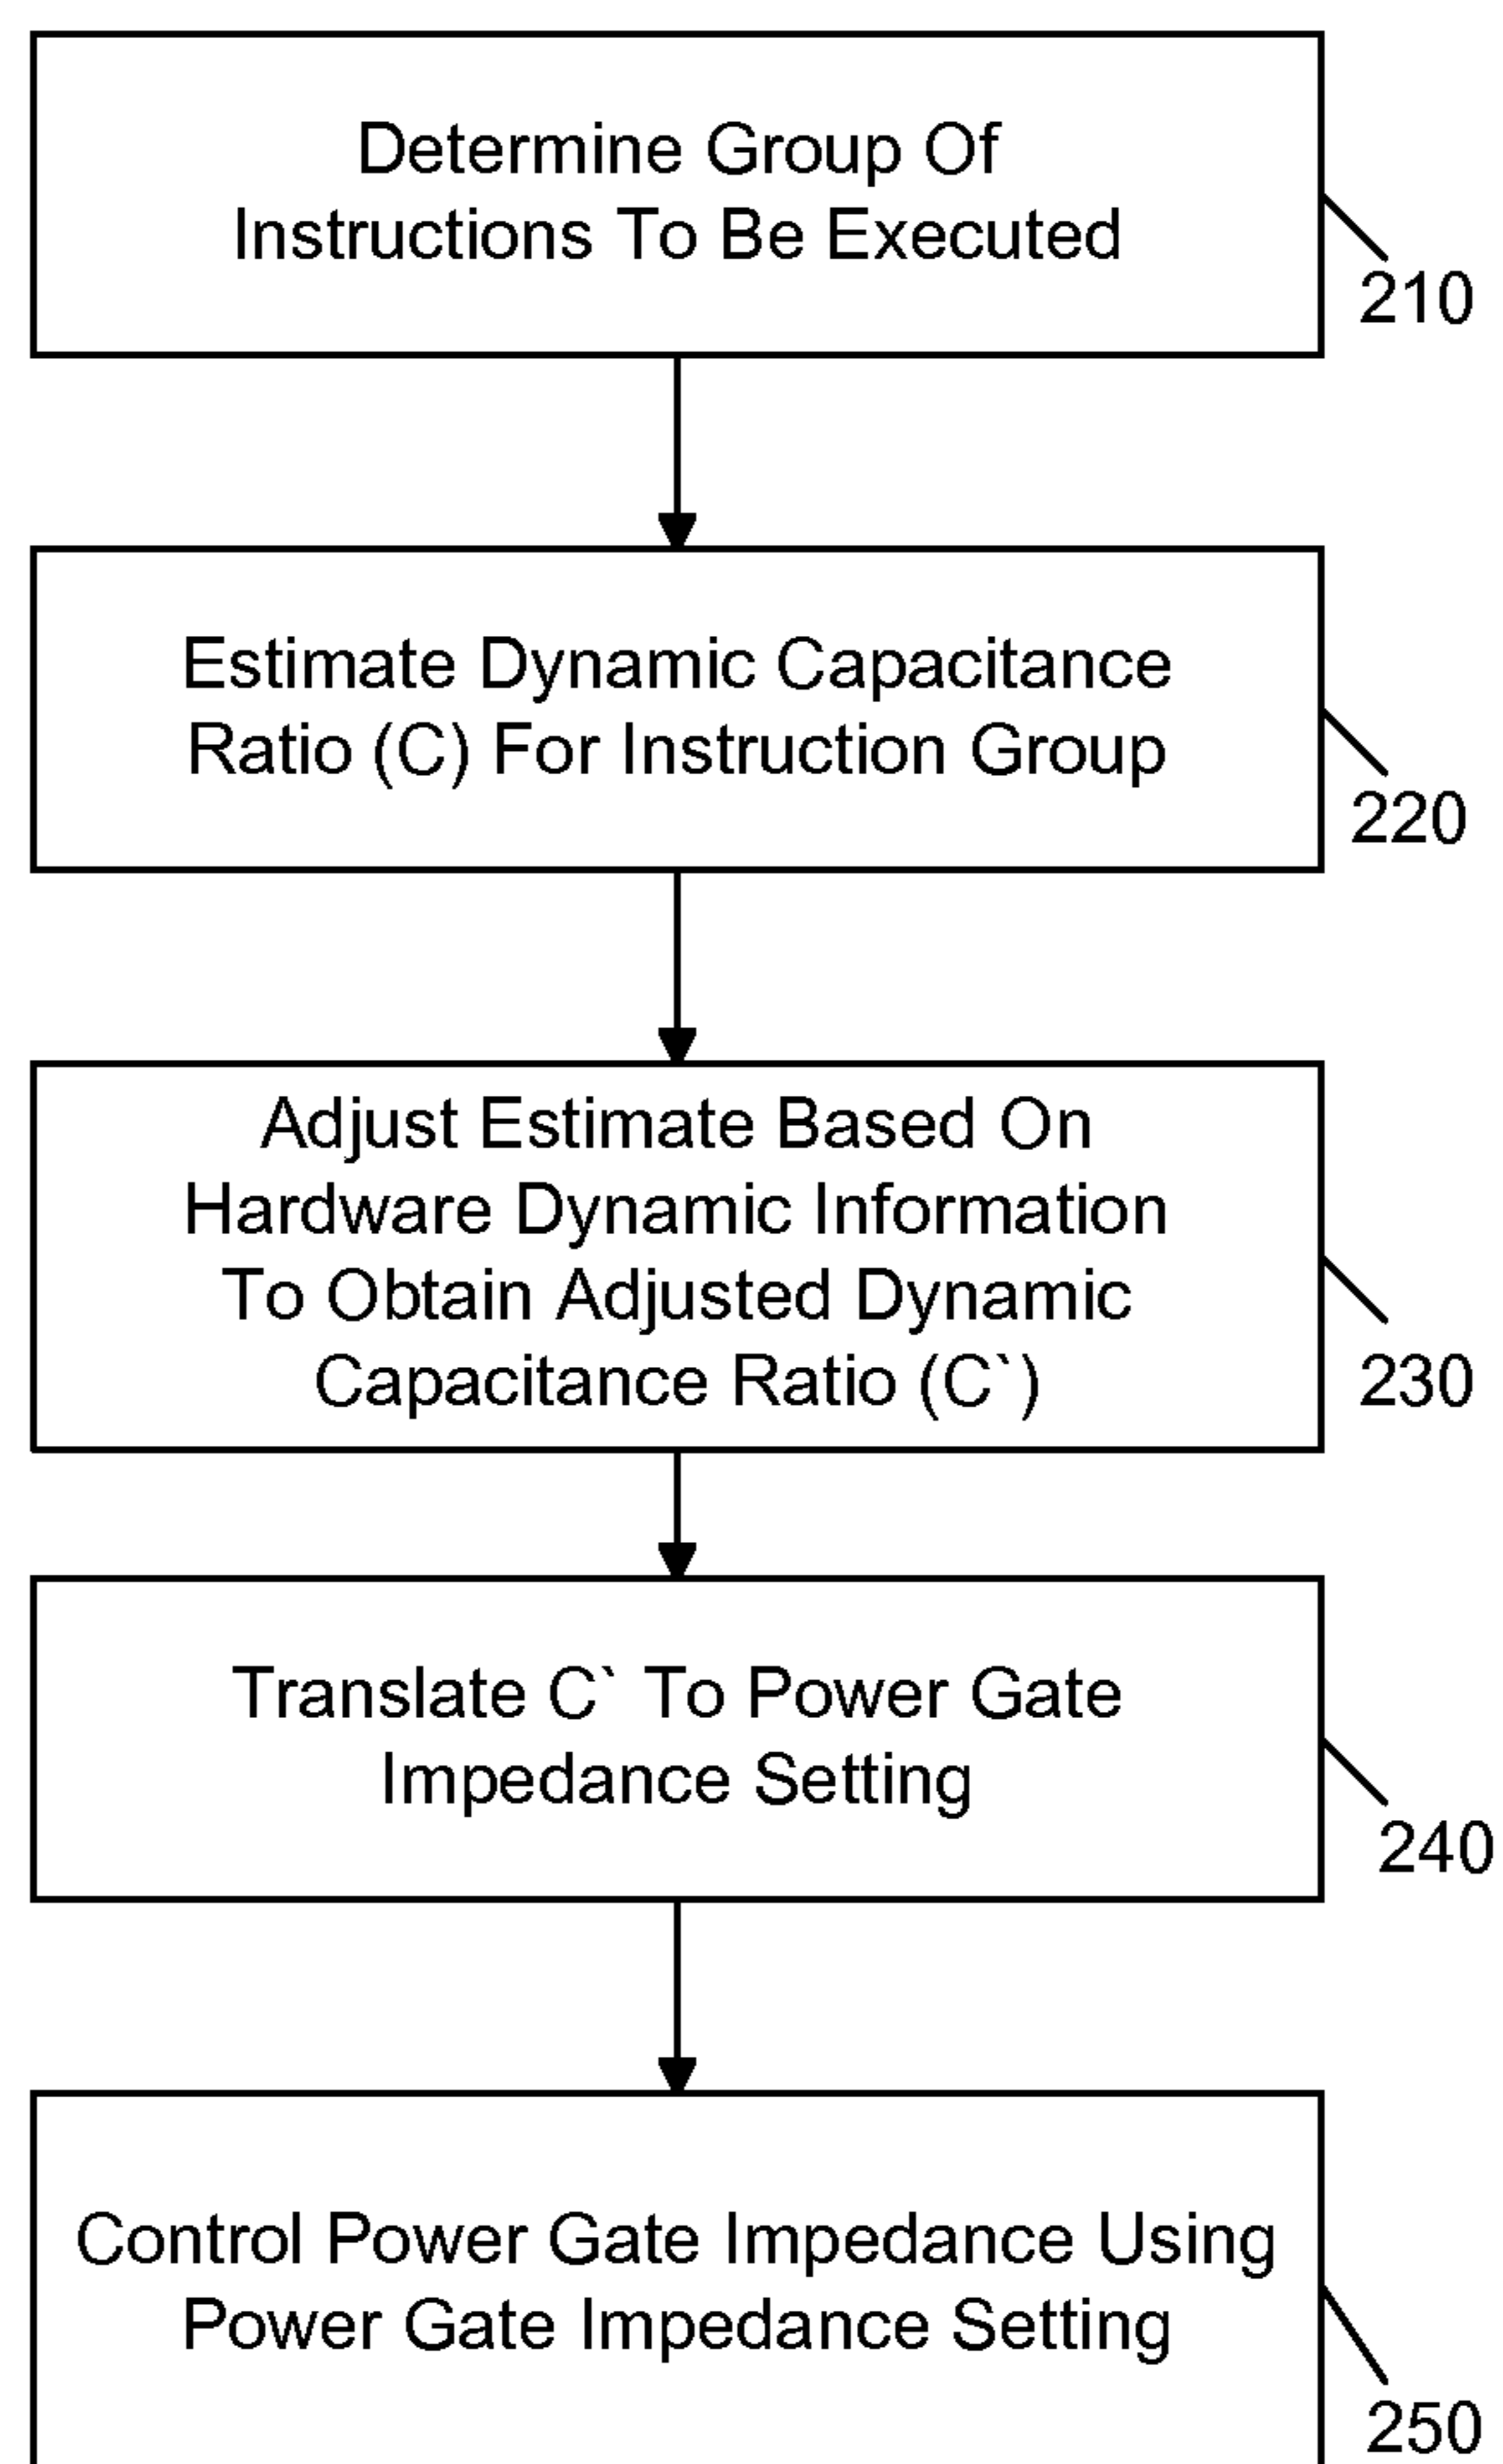 Determine Group Of
Instructions To Be Executed
210
Estimate Dynamic Capacitance
Ratio (C) For Instruction Group
220
Adjust Estimate Based On
Hardware Dynamic Information
To Obtain Adjusted Dynamic
Capacitance Ratio (C`)
230
Translate C` To Power Gate
Impedance Setting
240
Control Power Gate Impedance Using
Power Gate Impedance Setting
250